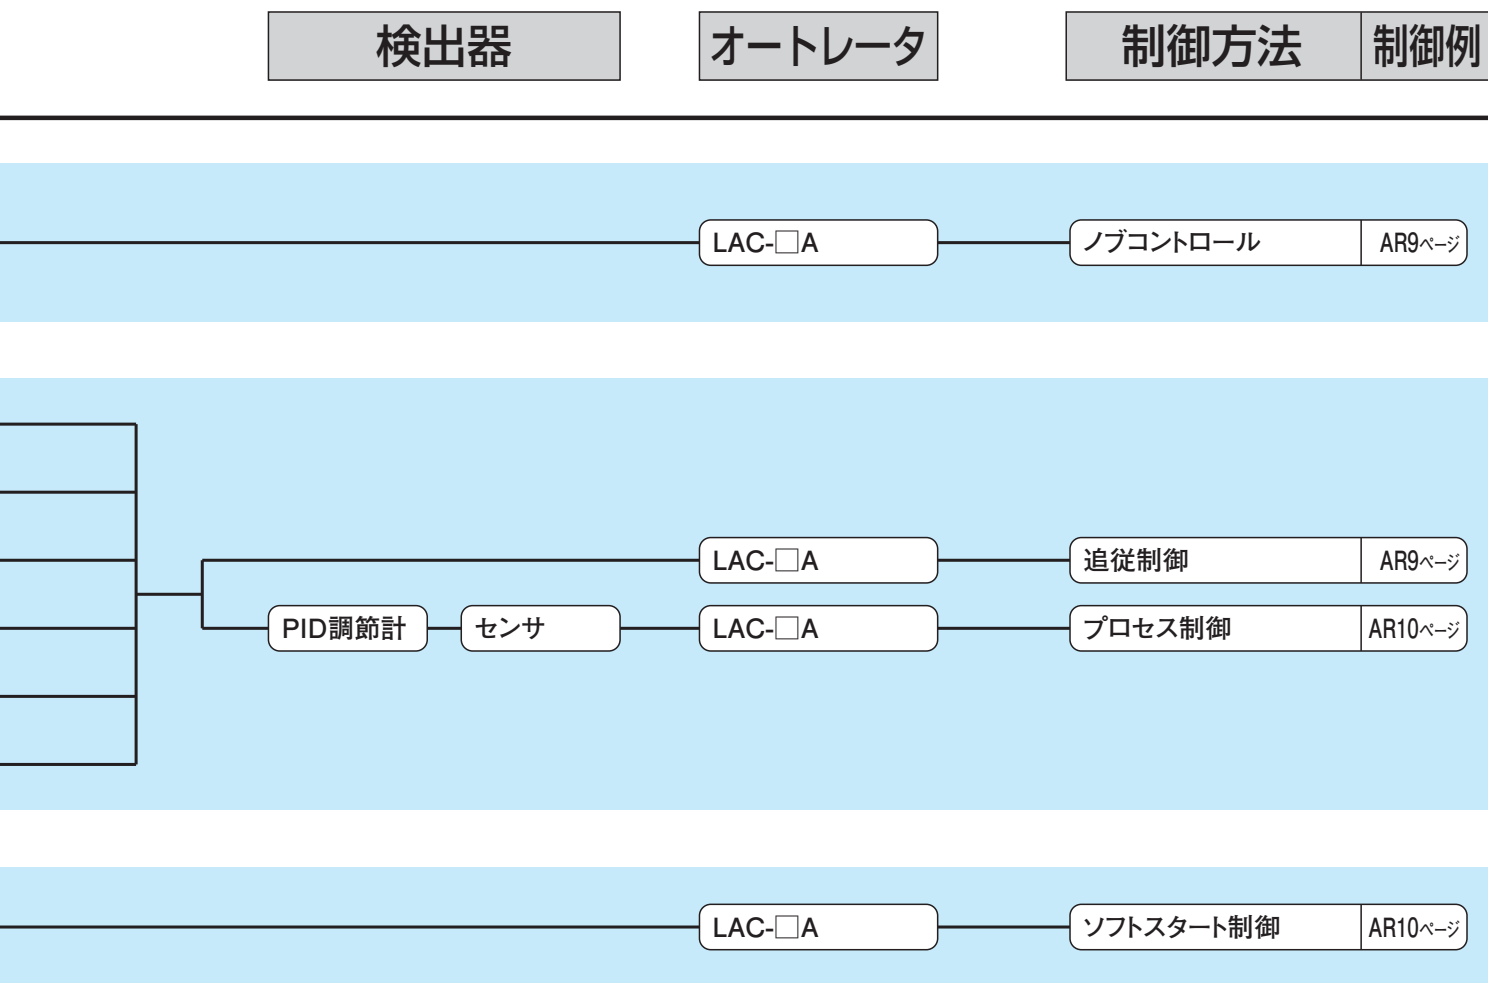 検出器 オートレータ 制御方法 制御例
LAC-□A ノブコントロール AR9ページ
LAC-□A 追従制御 AR9ページ
PID調節計 センサ LAC-□A プロセス制御 AR10ページ
LAC-□A ソフトスタート制御 AR10ページ